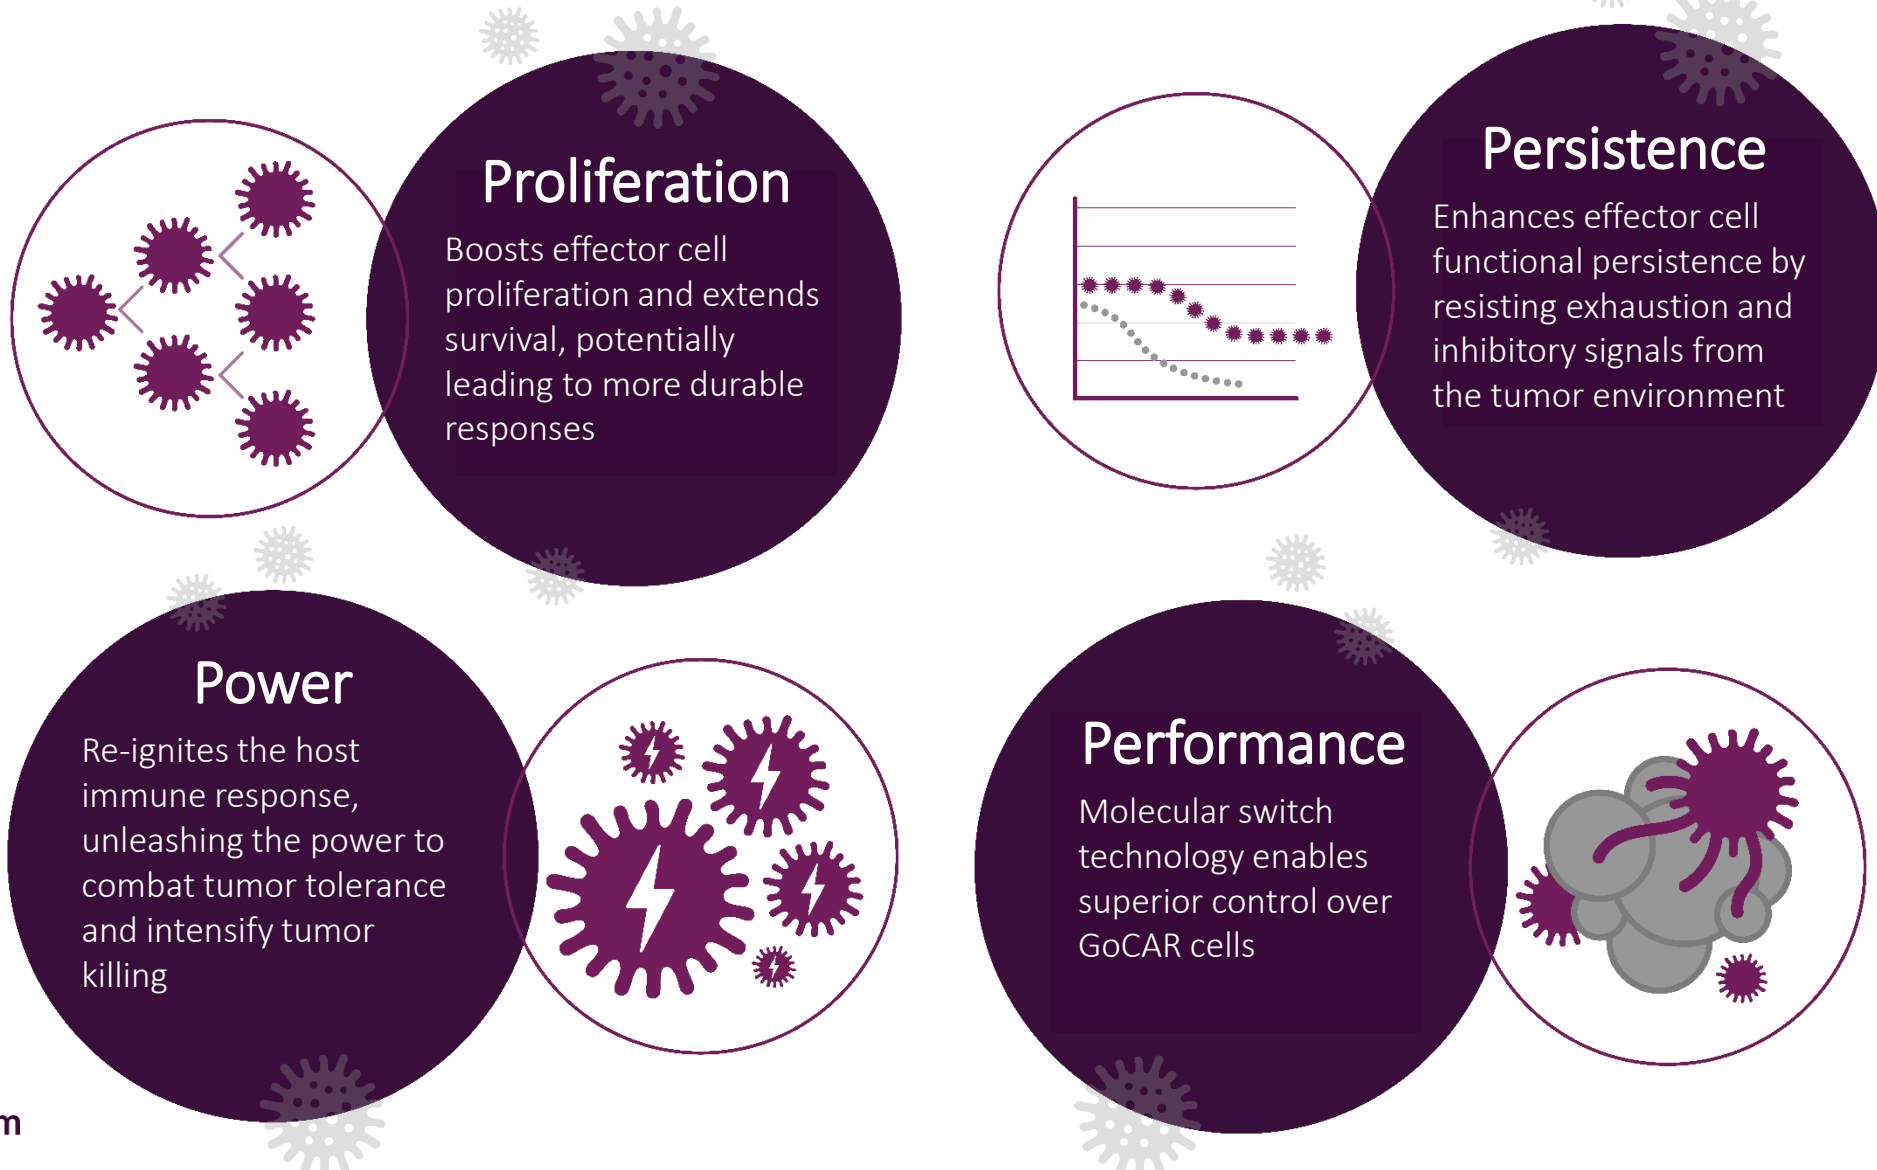 Proliferation
Boosts effector cell
proliferation and extends
survival, potentially
leading to more durable
responses
Persistence
Enhances effector cell
functional persistence by
resisting exhaustion and
inhibitory signals from
the tumor environment
Power
Re-ignites the host
immune response,
unleashing the power to
combat tumor tolerance
and intensify tumor
killing
Performance
Molecular switch
technology enables
superior control over
GoCAR cells